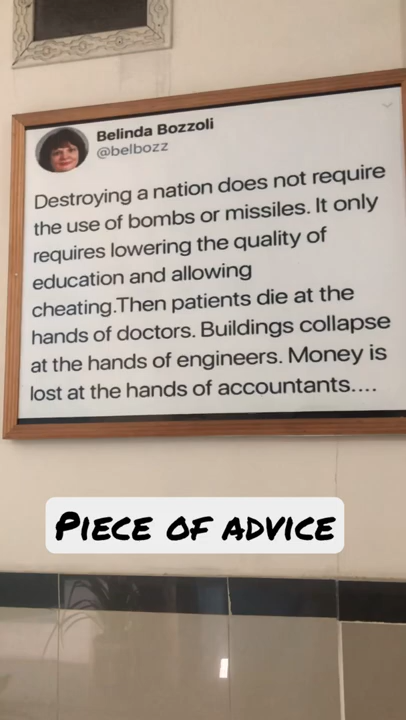 Belinda Bozzoli
@belbozz
Destroying a nation does not require
the use of bombs or missiles. It only
requires lowering the quality of
education and allowing
cheating.Then patients die at the
hands of doctors. Buildings collapse
at the hands of engineers. Money is
lost at the hands of accountants....
PIECE OF ADVICE